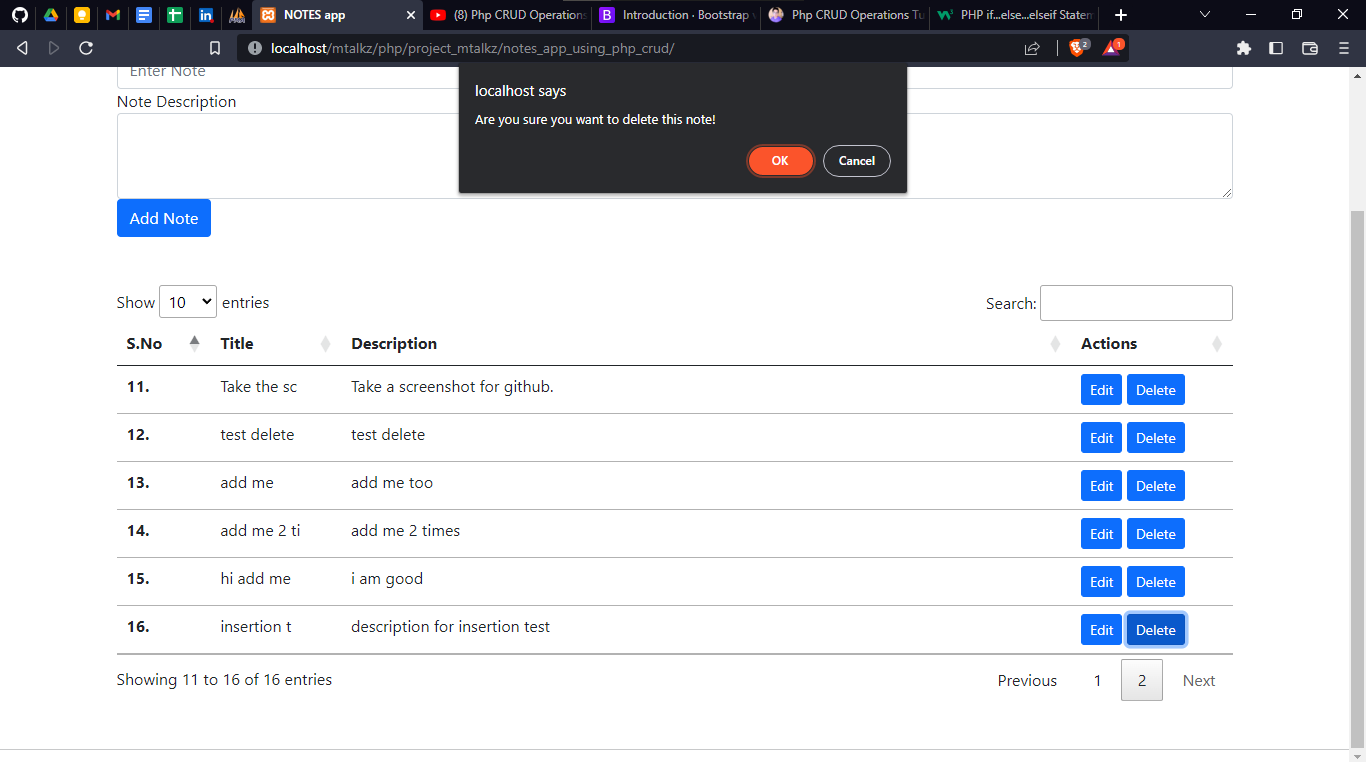 NOTES app
(8) Php CRUD Operations
Introduction · Bootstrap v
Php CRUD Operations Tu
PHP if...else...elseif Statem
localhost/mtalkz/php/project_mtalkz/notes_app_using_php_crud/
2
1
Enter Note
localhost says
Are you sure you want to delete this note!
OK
Cancel
Note Description
Add Note
Show 10 entries
Search:
S.No Title Description Actions
11. Take the sc Take a screenshot for github. Edit Delete
12. test delete test delete Edit Delete
13. add me add me too Edit Delete
14. add me 2 ti add me 2 times Edit Delete
15. hi add me i am good Edit Delete
16. insertion t description for insertion test Edit Delete
Showing 11 to 16 of 16 entries
Previous 1 2 Next